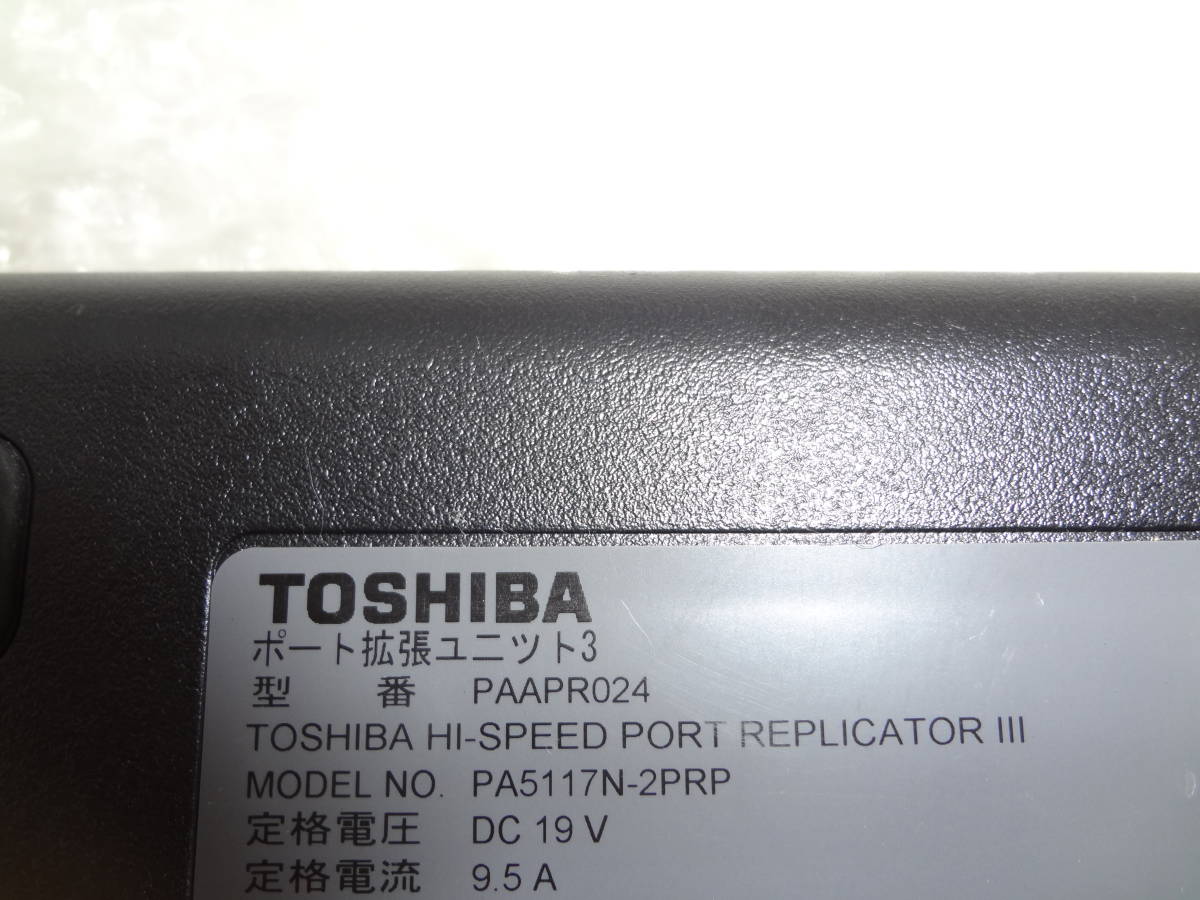 TOSHIBA
ポート拡張ユニット3
型 番 PAAPR024
TOSHIBA HI-SPEED PORT REPLICATOR III
MODEL NO. PA5117N-2PRP
定格電圧 DC 19 V
定格電流 9.5 A